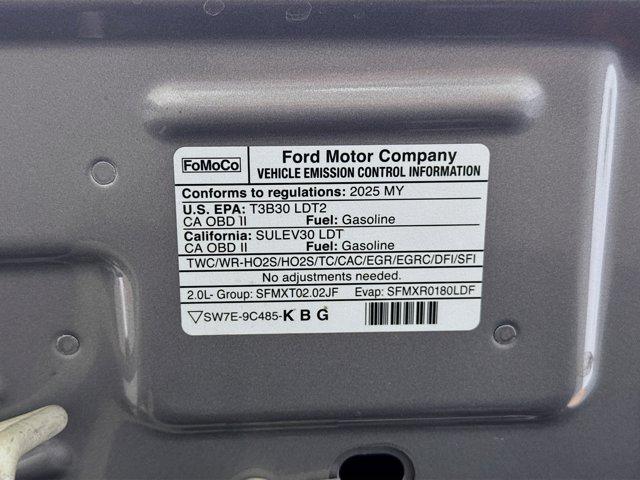 FoMoCo
Ford Motor Company
VEHICLE EMISSION CONTROL INFORMATION
Conforms to regulations: 2025 MY
U.S. EPA: T3B30 LDT2
CA OBD II Fuel: Gasoline
California: SULEV30 LDT
CA OBD II Fuel: Gasoline
TWC/WR-HO2S/HO2S/TC/CAC/EGR/EGRC/DFI/SFI
No adjustments needed.
2.0L- Group: SFMXT02.02JF Evap: SFMXR0180LDF
SW7E-9C485-K B G